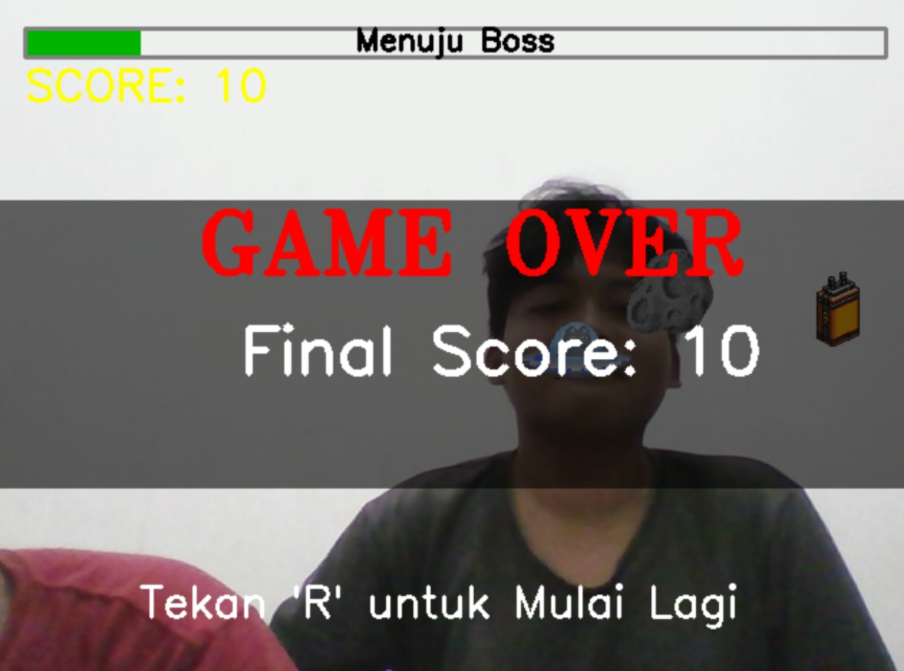 Menuju Boss
SCORE: 10
GAME OVER
Final Score: 10
Tekan 'R' untuk Mulai Lagi